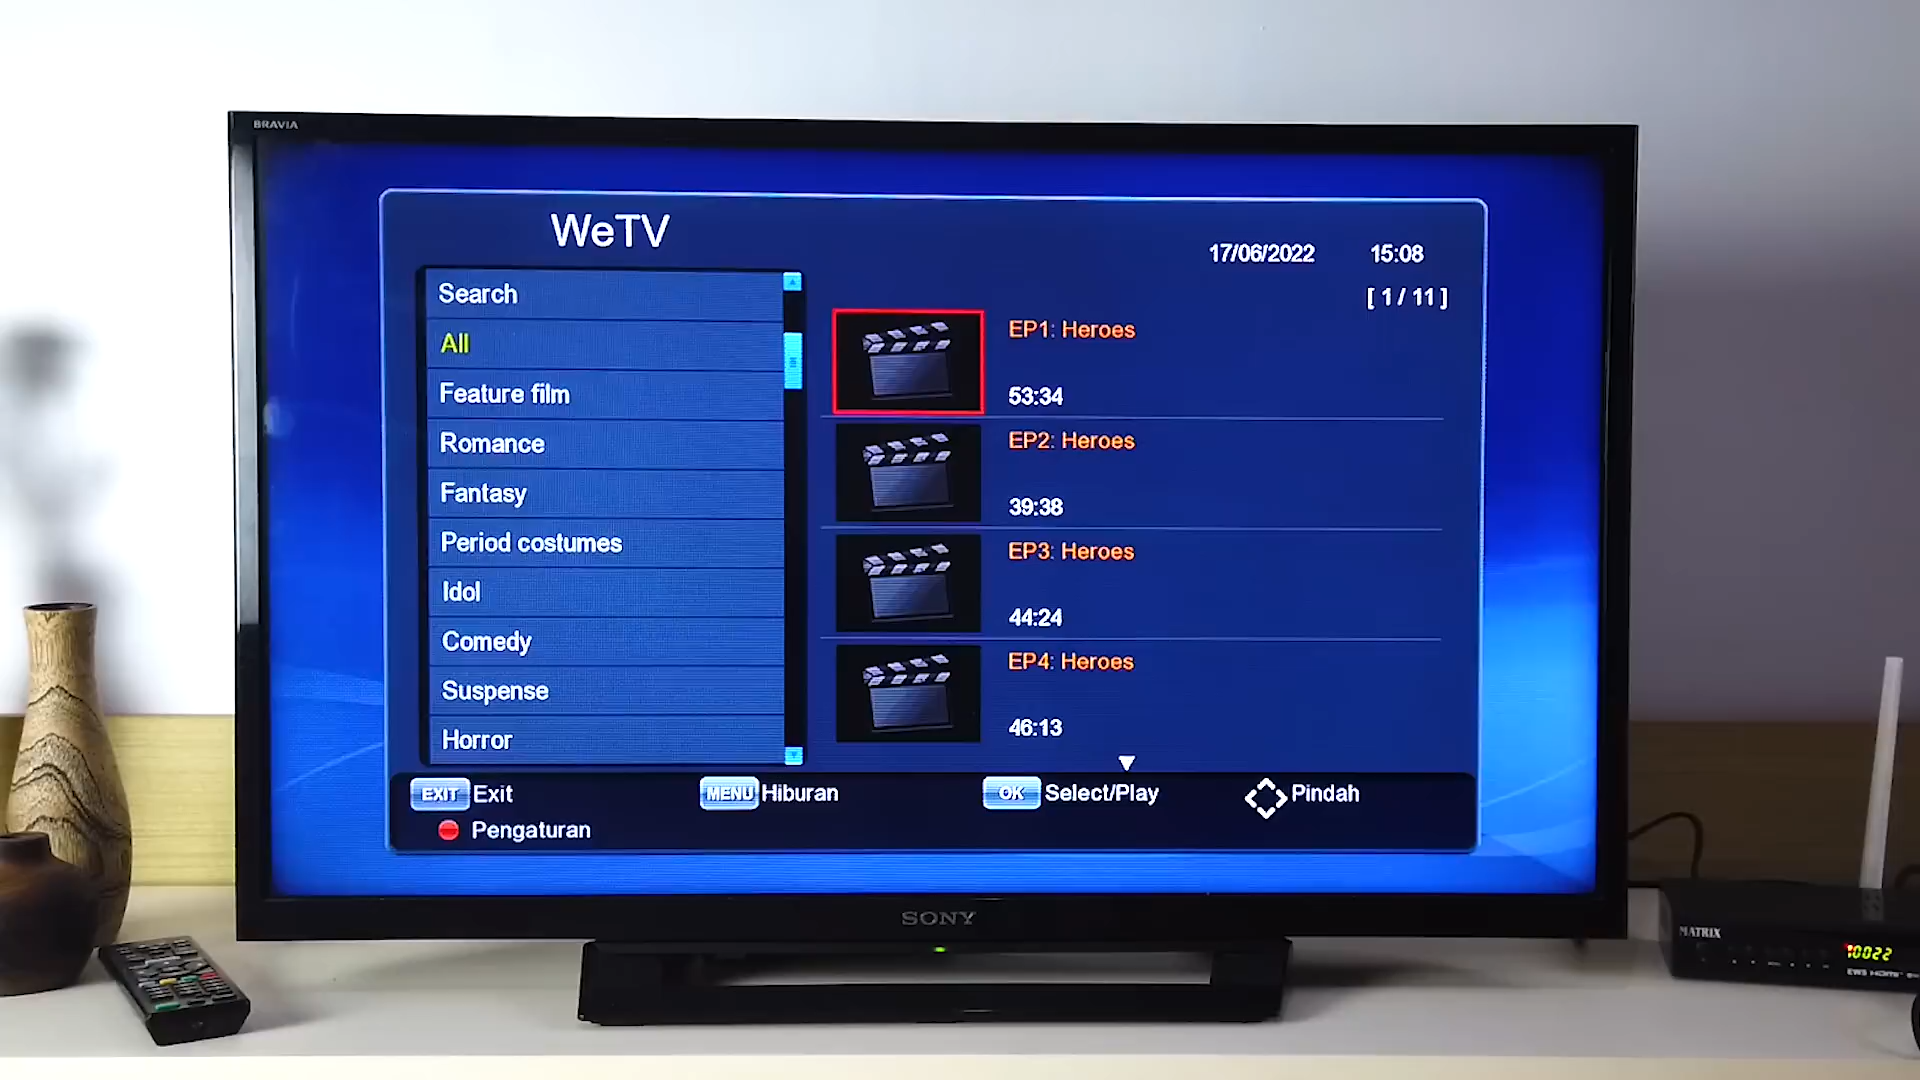 BRAVIA
WeTV
17/06/2022 15:08
[ 1 / 11 ]
Search
All
Feature film
Romance
Fantasy
Period costumes
Idol
Comedy
Suspense
Horror
EP1: Heroes
53:34
EP2: Heroes
39:38
EP3: Heroes
44:24
EP4: Heroes
46:13
EXIT Exit
MENU Hiburan
OK Select/Play
Pindah
Pengaturan
SONY
MATRIX
10022
EWS HDMI